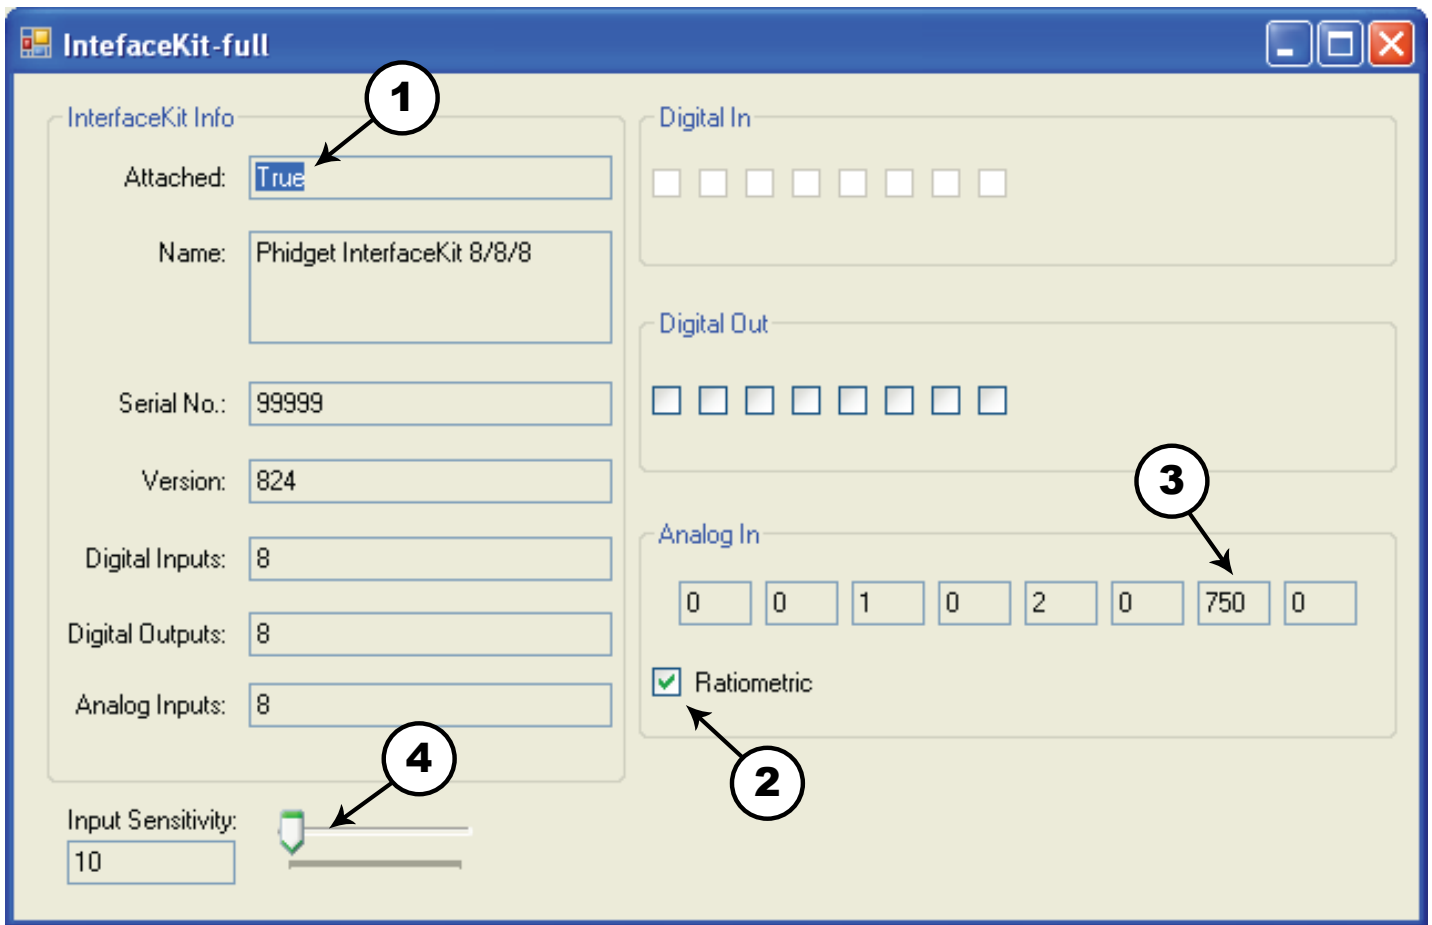 IntefaceKit-full
1
InterfaceKit Info
Attached: True
Name: Phidget InterfaceKit 8/8/8
Serial No.: 99999
Version: 824
Digital Inputs: 8
Digital Outputs: 8
Analog Inputs: 8
4
Input Sensitivity:
10
Digital In
Digital Out
3
Analog In
0 0 1 0 2 0 750 0
Ratiometric
2